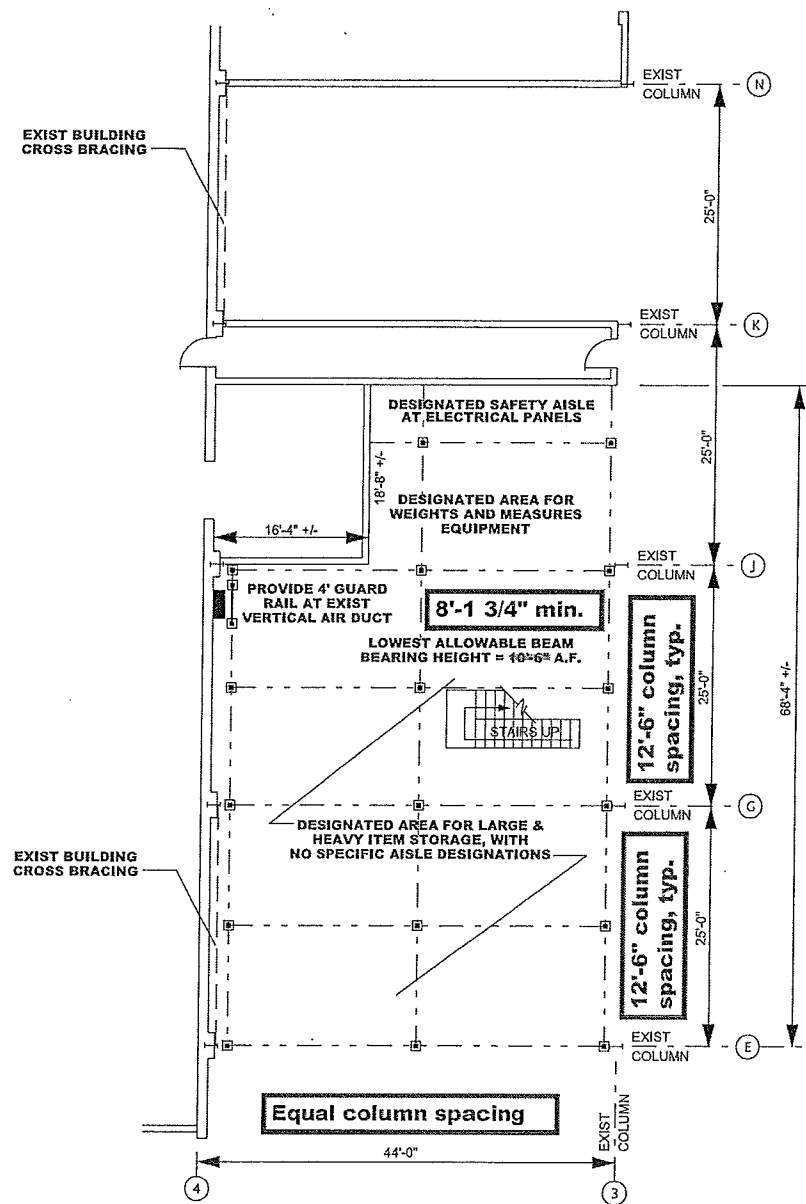 EXIST
COLUMN
N
EXIST BUILDING
CROSS BRACING
25'-0"
EXIST
COLUMN
K
DESIGNATED SAFETY AISLE
AT ELECTRICAL PANELS
18'-8" +/-
25'-0"
DESIGNATED AREA FOR
WEIGHTS AND MEASURES
EQUIPMENT
16'-4" +/-
EXIST
COLUMN
J
PROVIDE 4' GUARD
RAIL AT EXIST
VERTICAL AIR DUCT
8'-1 3/4" min.
LOWEST ALLOWABLE BEAM
BEARING HEIGHT = 10'-6" A.F.
12'-6" column
spacing, typ.
25'-0"
68'-4" +/-
STAIRS UP
EXIST
COLUMN
G
DESIGNATED AREA FOR LARGE &
HEAVY ITEM STORAGE, WITH
NO SPECIFIC AISLE DESIGNATIONS
EXIST BUILDING
CROSS BRACING
12'-6" column
spacing, typ.
25'-0"
EXIST
COLUMN
E
Equal column spacing
EXIST
COLUMN
44'-0"
4
3